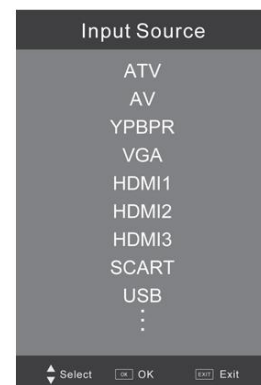 Input Source
ATV
AV
YPBPR
VGA
HDMI1
HDMI2
HDMI3
SCART
USB
⋮
Select OK OK EXIT Exit